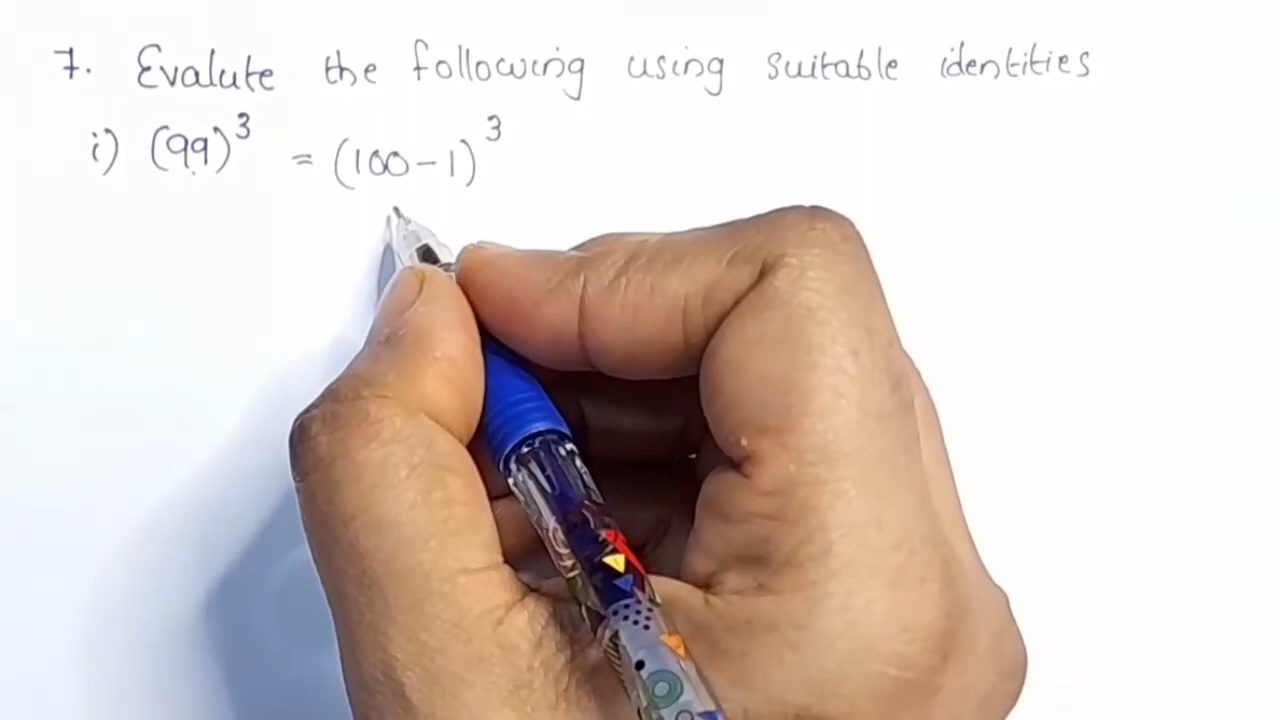 7. Evalute the following using suitable identities
i) (99)³ = (100-1)³